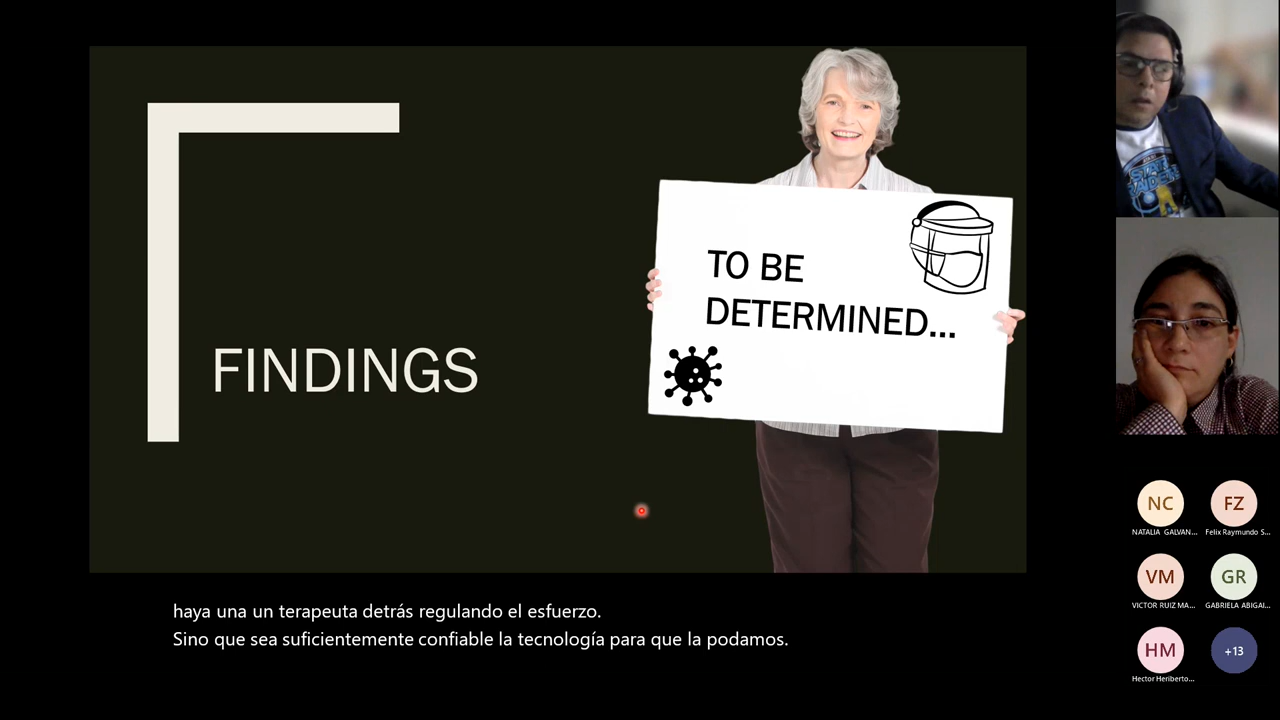 FINDINGS
TO BE
DETERMINED...
haya una un terapeuta detrás regulando el esfuerzo.
Sino que sea suficientemente confiable la tecnología para que la podamos.
STATE
RAIDERS
NC
FZ
NATALIA GALVAN...
Felix Raymundo S...
VM
GR
VICTOR RUIZ MA...
GABRIELA ABIGAI...
HM
+13
Hector Heriberto...